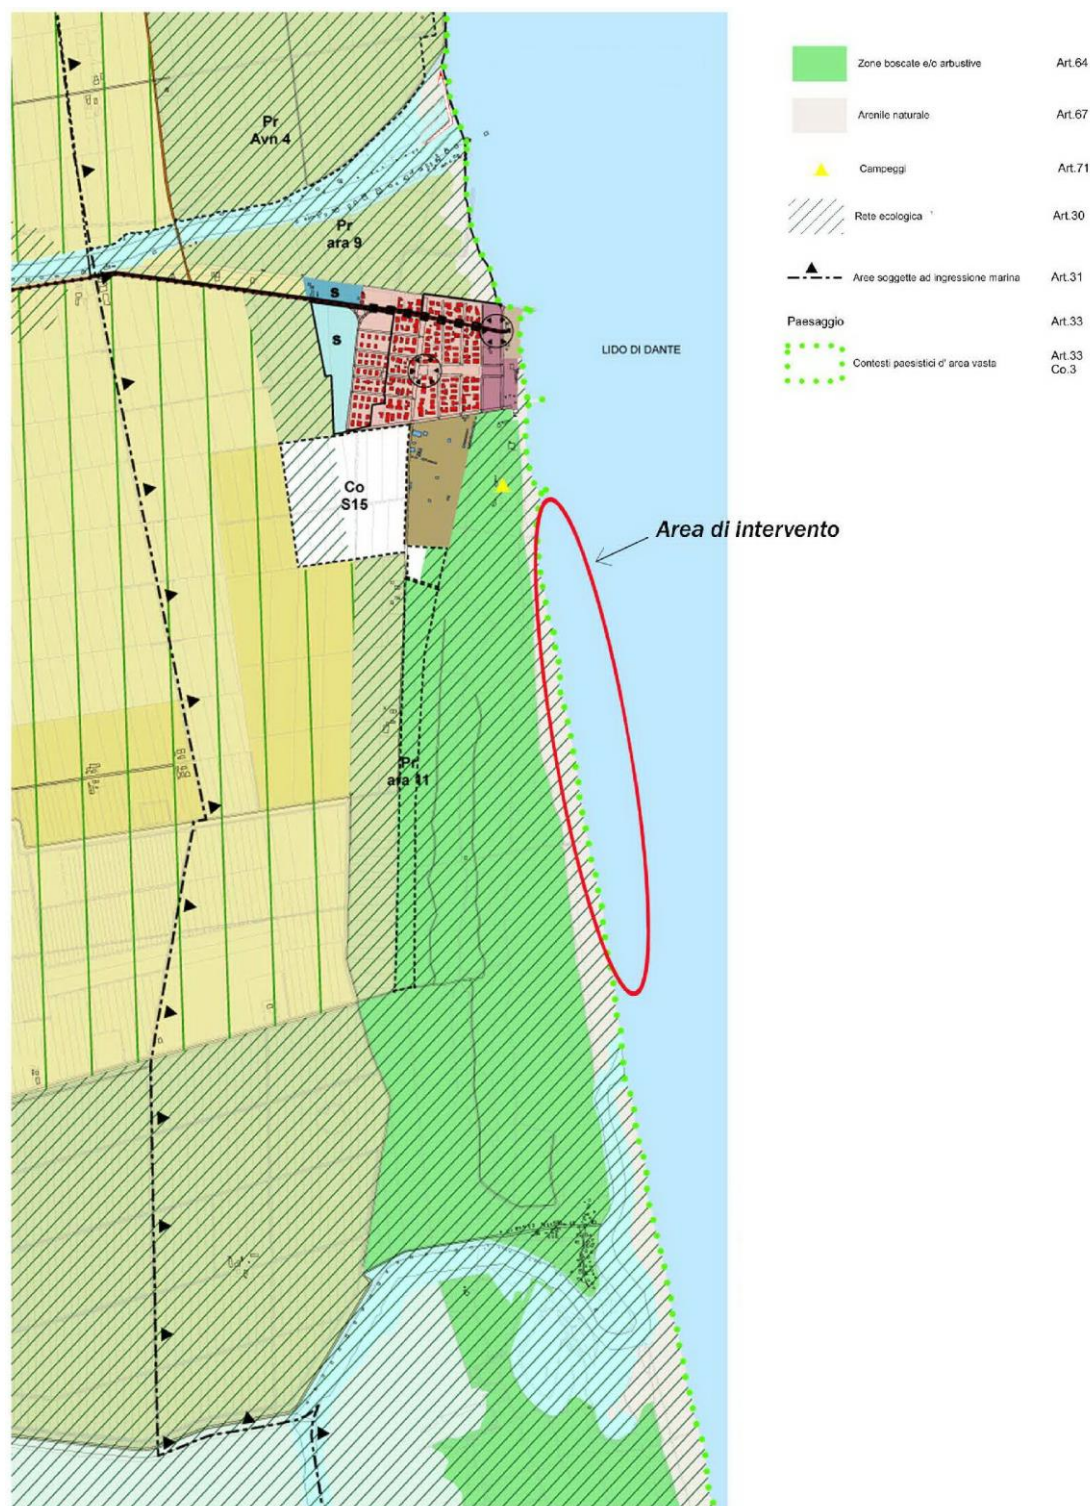 Pr
Avn 4
Pr
ara 9
S
S
LIDO DI DANTE
Co
S15
Area di intervento
Pr
ara 11
Zone boscate e/o arbustive Art.64
Arenile naturale Art.67
Campeggi Art.71
Rete ecologica Art.30
Aree soggette ad ingressione marina Art.31
Paesaggio Art.33
Contesti paesistici d' area vasta Art.33
Co.3